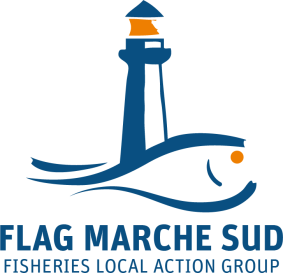 FLAG MARCHE SUD
FISHERIES LOCAL ACTION GROUP